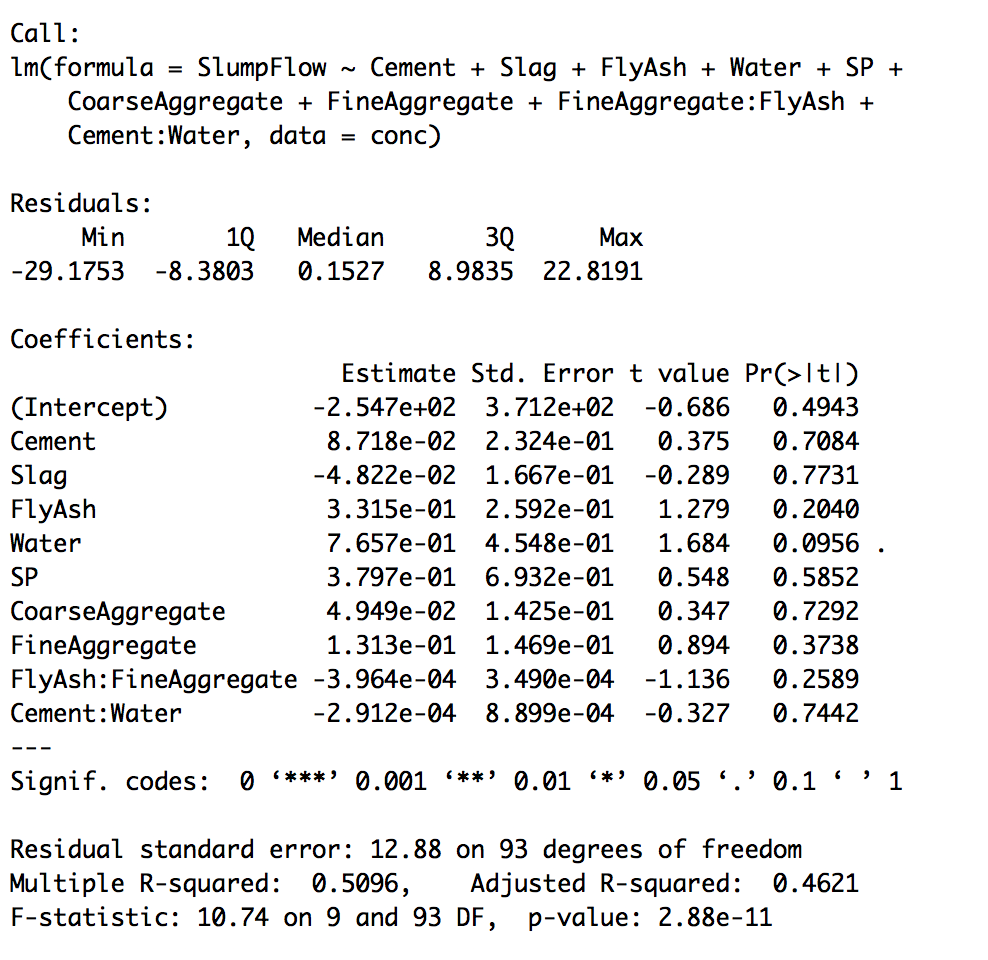 Call:
lm(formula = SlumpFlow ~ Cement + Slag + FlyAsh + Water + SP +
    CoarseAggregate + FineAggregate + FineAggregate:FlyAsh +
    Cement:Water, data = conc)

Residuals:
     Min       1Q   Median       3Q      Max
-29.1753  -8.3803   0.1527   8.9835  22.8191

Coefficients:
                       Estimate Std. Error t value Pr(>|t|)
(Intercept)          -2.547e+02  3.712e+02  -0.686   0.4943
Cement                8.718e-02  2.324e-01   0.375   0.7084
Slag                 -4.822e-02  1.667e-01  -0.289   0.7731
FlyAsh                3.315e-01  2.592e-01   1.279   0.2040
Water                 7.657e-01  4.548e-01   1.684   0.0956 .
SP                    3.797e-01  6.932e-01   0.548   0.5852
CoarseAggregate       4.949e-02  1.425e-01   0.347   0.7292
FineAggregate         1.313e-01  1.469e-01   0.894   0.3738
FlyAsh:FineAggregate -3.964e-04  3.490e-04  -1.136   0.2589
Cement:Water         -2.912e-04  8.899e-04  -0.327   0.7442
---
Signif. codes:  0 ‘***’ 0.001 ‘**’ 0.01 ‘*’ 0.05 ‘.’ 0.1 ‘ ’ 1

Residual standard error: 12.88 on 93 degrees of freedom
Multiple R-squared:  0.5096,    Adjusted R-squared:  0.4621
F-statistic: 10.74 on 9 and 93 DF,  p-value: 2.88e-11